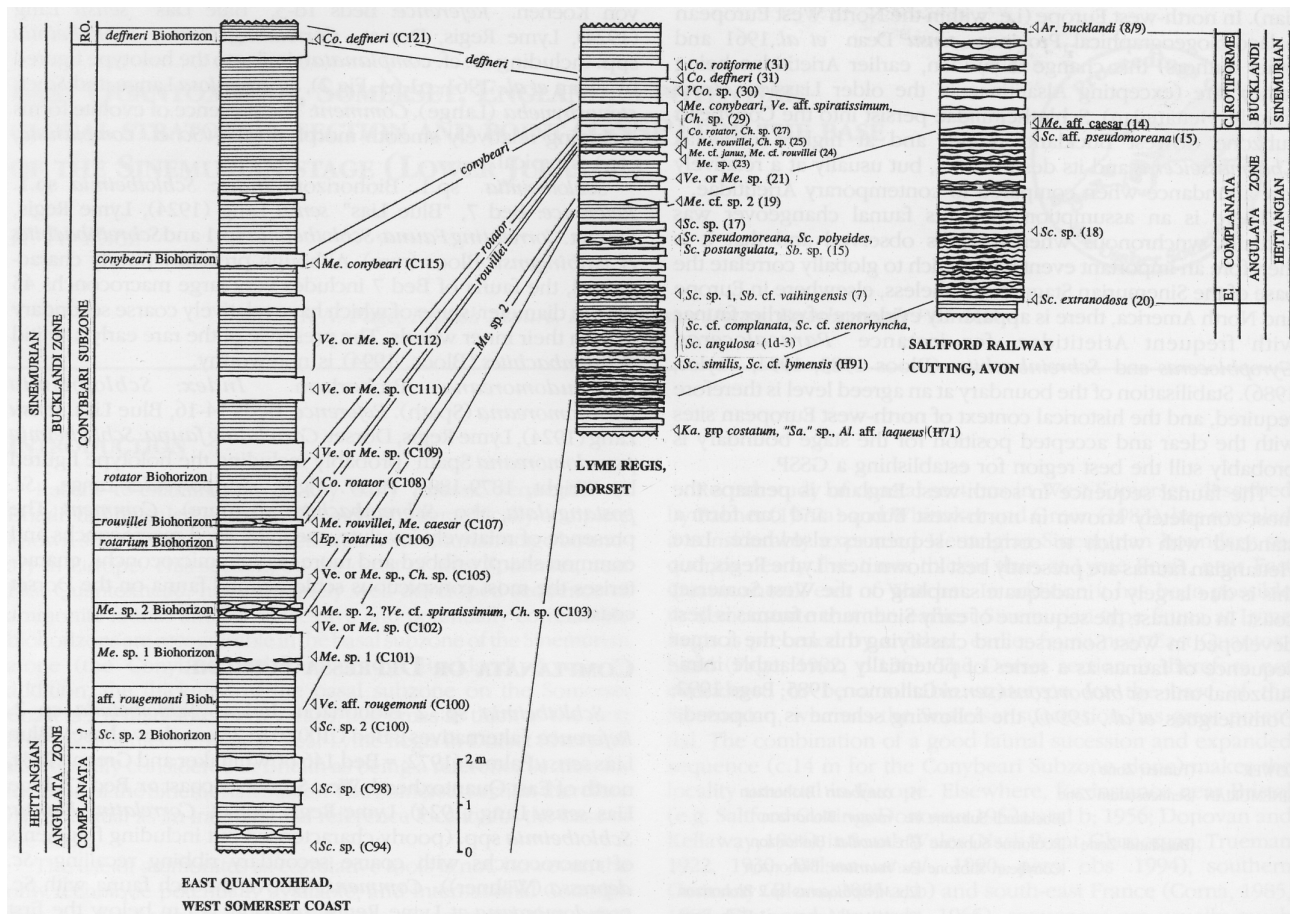 RO.
deffneri Biohorizon
Co. deffneri (C121)
deffneri
conybeari
rotator
rouvillei
Me. sp. 2
conybeari Biohorizon
Me. conybeari (C115)
Ve. or Me. sp. (C112)
Ve. or Me. sp. (C111)
Ve. or Me. sp. (C109)
rotator Biohorizon
Co. rotator (C108)
rouvillei Biohorizon
Me. rouvillei, Me. caesar (C107)
rotarium Biohorizon
Ep. rotarius (C106)
Ve. or Me. sp., Ch. sp. (C105)
Me. sp. 2 Biohorizon
Me. sp. 2, ?Ve. cf. spiratissimum, Ch. sp. (C103)
Ve. or Me. sp. (C102)
Me. sp. 1 Biohorizon
Me. sp. 1 (C101)
aff. rougemonti Bioh.
Ve. aff. rougemonti (C100)
Sc. sp. 2 Biohorizon
Sc. sp. 2 (C100)
Sc. sp. (C98)
Sc. sp. (C94)
2 m
1
0
SINEMURIAN
BUCKLANDI ZONE
CONYBEARI SUBZONE
HETTANGIAN
ANGULATA ZONE
COMPLANATA ?
EAST QUANTOXHEAD,
WEST SOMERSET COAST
Co. rotiforme (31)
Co. deffneri (31)
?Co. sp. (30)
Me. conybeari, Ve. aff. spiratissimum,
Ch. sp. (29)
Co. rotator, Ch. sp. (27)
Me. rouvillei, Ch. sp. (25)
Me. cf. janus, Me. cf. rouvillei (24)
Me. sp. (23)
Ve. or Me. sp. (21)
Me. cf. sp. 2 (19)
Sc. sp. (17)
Sc. pseudomoreana, Sc. polyeides,
Sc. postangulata, Sb. sp. (15)
Sc. sp. 1, Sb. cf. vaihingensis (7)
Sc. cf. complanata, Sc. cf. stenorhyncha,
Sc. angulosa (1d-3)
Sc. similis, Sc. cf. lymensis (H91)
Ka. grp costatum, "Sa." sp., Al. aff. laqueus (H71)
LYME REGIS,
DORSET
Ar. bucklandi (8/9)
Me. aff. caesar (14)
Sc. aff. pseudomoreana (15)
Sc. sp. (18)
Sc. extranodosa (20)
SALTFORD RAILWAY
CUTTING, AVON
C-ROTIFORME
BUCKLANDI
SINEMURIAN
E.
COMPLANATA
ANGULATA ZONE
HETTANGIAN